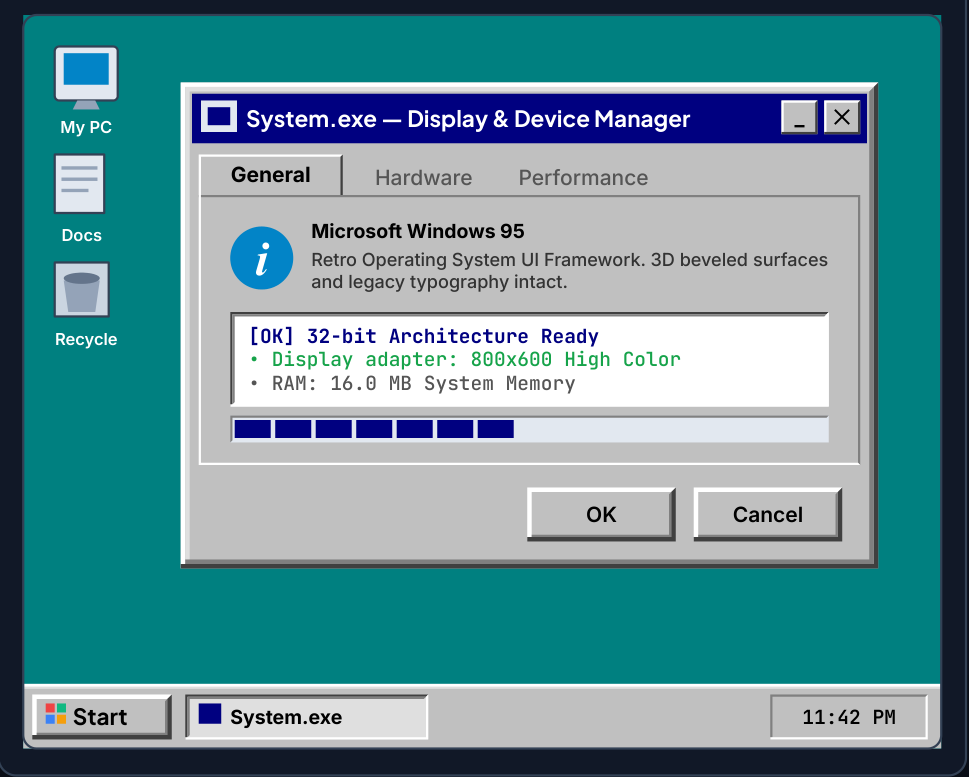 My PC
Docs
Recycle
System.exe — Display & Device Manager
General
Hardware
Performance
i
Microsoft Windows 95
Retro Operating System UI Framework. 3D beveled surfaces
and legacy typography intact.
[OK] 32-bit Architecture Ready
• Display adapter: 800x600 High Color
• RAM: 16.0 MB System Memory
OK
Cancel
Start
System.exe
11:42 PM